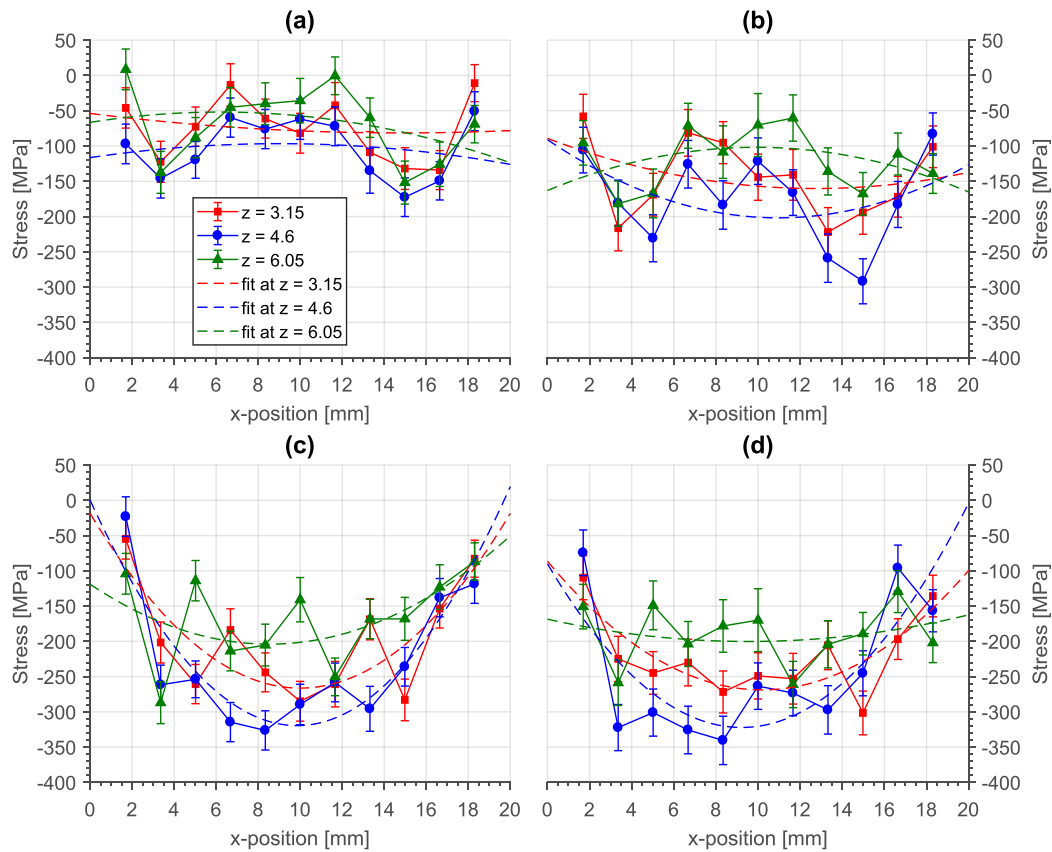 (a)
(b)
50
0
-50
-100
-150
-200
-250
-300
-350
-400
Stress [MPa]
z = 3.15
z = 4.6
z = 6.05
fit at z = 3.15
fit at z = 4.6
fit at z = 6.05
0 2 4 6 8 10 12 14 16 18 20
x-position [mm]
50
0
-50
-100
-150
-200
-250
-300
-350
-400
Stress [MPa]
0 2 4 6 8 10 12 14 16 18 20
x-position [mm]
(c)
(d)
50
0
-50
-100
-150
-200
-250
-300
-350
-400
Stress [MPa]
0 2 4 6 8 10 12 14 16 18 20
x-position [mm]
50
0
-50
-100
-150
-200
-250
-300
-350
-400
Stress [MPa]
0 2 4 6 8 10 12 14 16 18 20
x-position [mm]